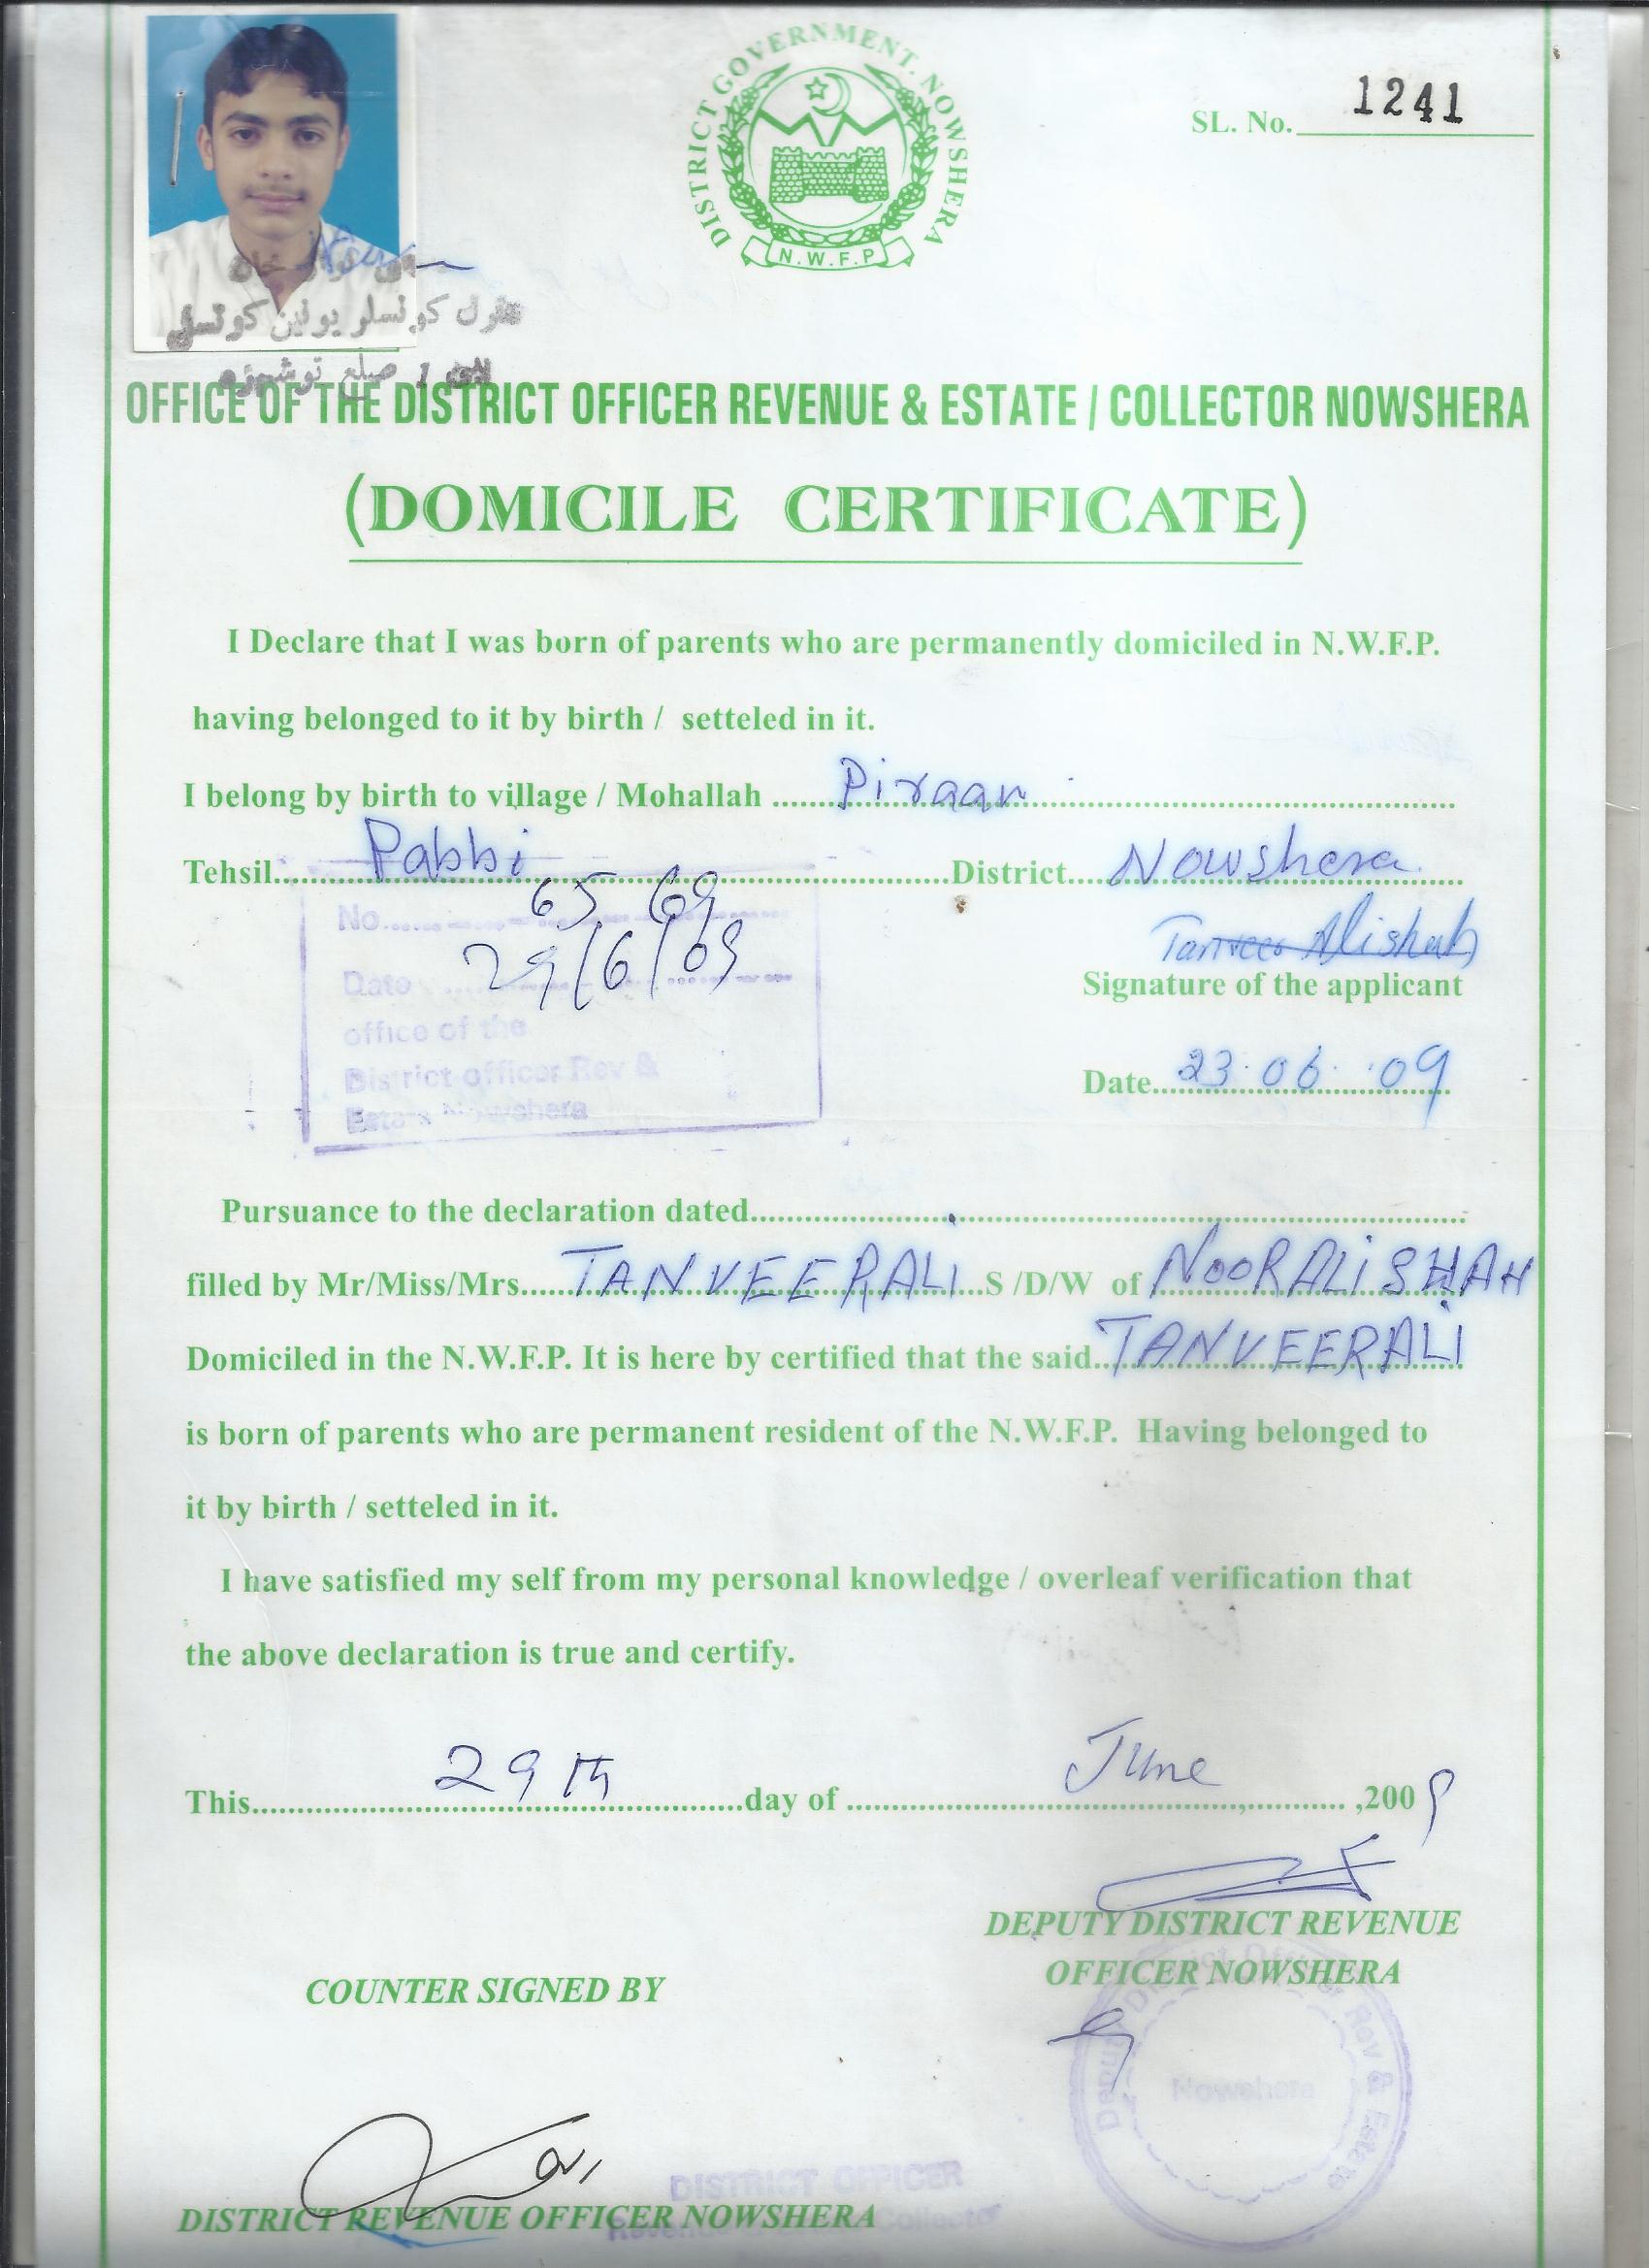 DISTRICT GOVERNMENT. NOWSHERA
N.W.F.P
SL. No. 1241
خان
کونسلر یونین کونسل
ضلع نوشہرہ
OFFICE OF THE DISTRICT OFFICER REVENUE & ESTATE / COLLECTOR NOWSHERA
(DOMICILE CERTIFICATE)
I Declare that I was born of parents who are permanently domiciled in N.W.F.P.
having belonged to it by birth / setteled in it.
I belong by birth to village / Mohallah ....... Piraan
Tehsil....... Pabbi .......District....... Nowshera
No....... 65 69
Date ....... 29/6/09
office of the
District officer Rev &
Estate Nowshera
Tanveer Alishah
Signature of the applicant
Date....... 23.06.09
Pursuance to the declaration dated.......
filled by Mr/Miss/Mrs....... TANVEERALI ...S /D/W of NOORALISHAH
Domiciled in the N.W.F.P. It is here by certified that the said.. TANVEERALI
is born of parents who are permanent resident of the N.W.F.P. Having belonged to
it by birth / setteled in it.
I have satisfied my self from my personal knowledge / overleaf verification that
the above declaration is true and certify.
This....... 29th .......day of ....... June ....... ,2009
DEPUTY DISTRICT REVENUE
OFFICER NOWSHERA
Deputy District Officer Rev & Estate
Nowshera
COUNTER SIGNED BY
DISTRICT OFFICER
DISTRICT REVENUE OFFICER NOWSHERA
Collector